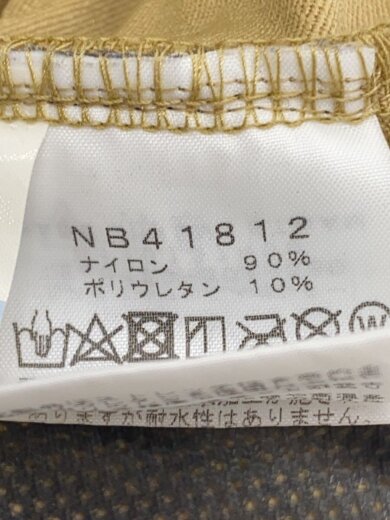 NB41812
ナイロン 90%
ポリウレタン 10%
W
ありますが耐水性はありません。